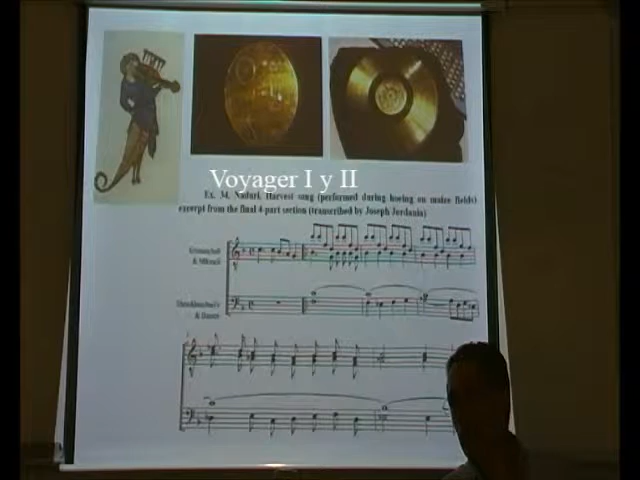 Voyager I y II
Ex. 34. Naduri. Harvest song (performed during hoeing on maize fields)
excerpt from the final 4-part section (transcribed by Joseph Jordania)